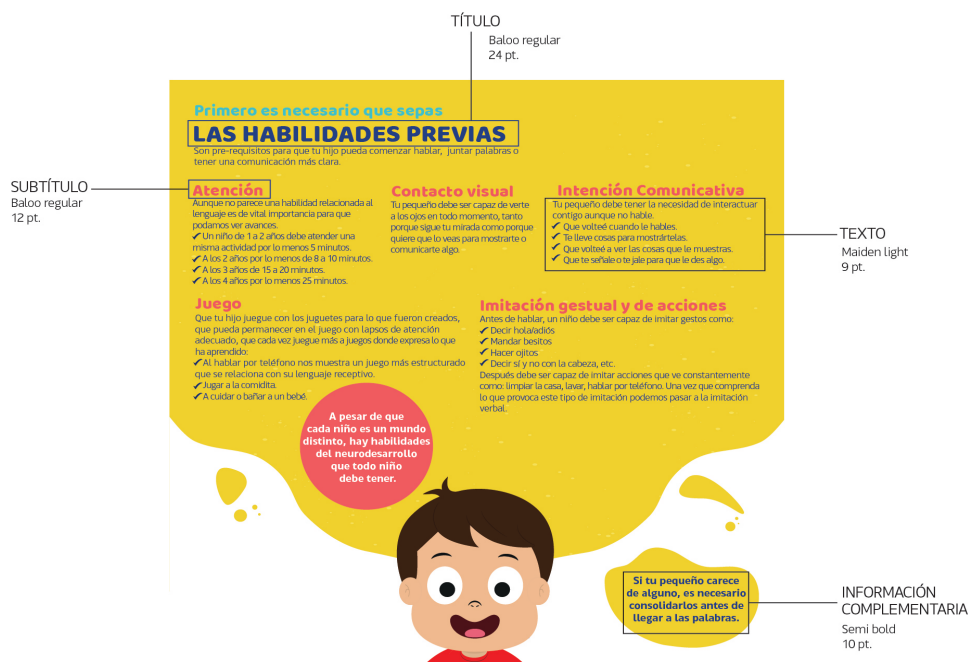 TÍTULO
Baloo regular
24 pt.
Primero es necesario que sepas
LAS HABILIDADES PREVIAS
Son pre-requisitos para que tu hijo pueda comenzar hablar, juntar palabras o
tener una comunicación más clara.
SUBTÍTULO
Baloo regular
12 pt.
Atención
Aunque no parece una habilidad relacionada al
lenguaje es de vital importancia para que
podamos ver avances.
✔ Un niño de 1 a 2 años debe atender una
misma actividad por lo menos 5 minutos.
✔ A los 2 años por lo menos de 8 a 10 minutos.
✔ A los 3 años de 15 a 20 minutos.
✔ A los 4 años por lo menos 25 minutos.
Contacto visual
Tu pequeño debe ser capaz de verte
a los ojos en todo momento, tanto
porque sigue tu mirada como porque
quiere que lo veas para mostrarte o
comunicarte algo.
Intención Comunicativa
Tu pequeño debe tener la necesidad de interactuar
contigo aunque no hable.
✔ Que volteé cuando le hables.
✔ Te lleve cosas para mostrártelas.
✔ Que volteé a ver las cosas que le muestras.
✔ Que te señale o te jale para que le des algo.
TEXTO
Maiden light
9 pt.
Juego
Que tu hijo juegue con los juguetes para lo que fueron creados,
que pueda permanecer en el juego con lapsos de atención
adecuado, que cada vez juegue más a juegos donde expresa lo que
ha aprendido:
✔ Al hablar por teléfono nos muestra un juego más estructurado
que se relaciona con su lenguaje receptivo.
✔ Jugar a la comidita.
✔ A cuidar o bañar a un bebé.
Imitación gestual y de acciones
Antes de hablar, un niño debe ser capaz de imitar gestos como:
✔ Decir hola/adiós
✔ Mandar besitos
✔ Hacer ojitos
✔ Decir sí y no con la cabeza, etc.
Después debe ser capaz de imitar acciones que ve constantemente
como: limpiar la casa, lavar, hablar por teléfono. Una vez que comprenda
lo que provoca este tipo de imitación podemos pasar a la imitación
verbal.
A pesar de que
cada niño es un mundo
distinto, hay habilidades
del neurodesarrollo
que todo niño
debe tener.
Si tu pequeño carece
de alguno, es necesario
consolidarlos antes de
llegar a las palabras.
INFORMACIÓN
COMPLEMENTARIA
Semi bold
10 pt.